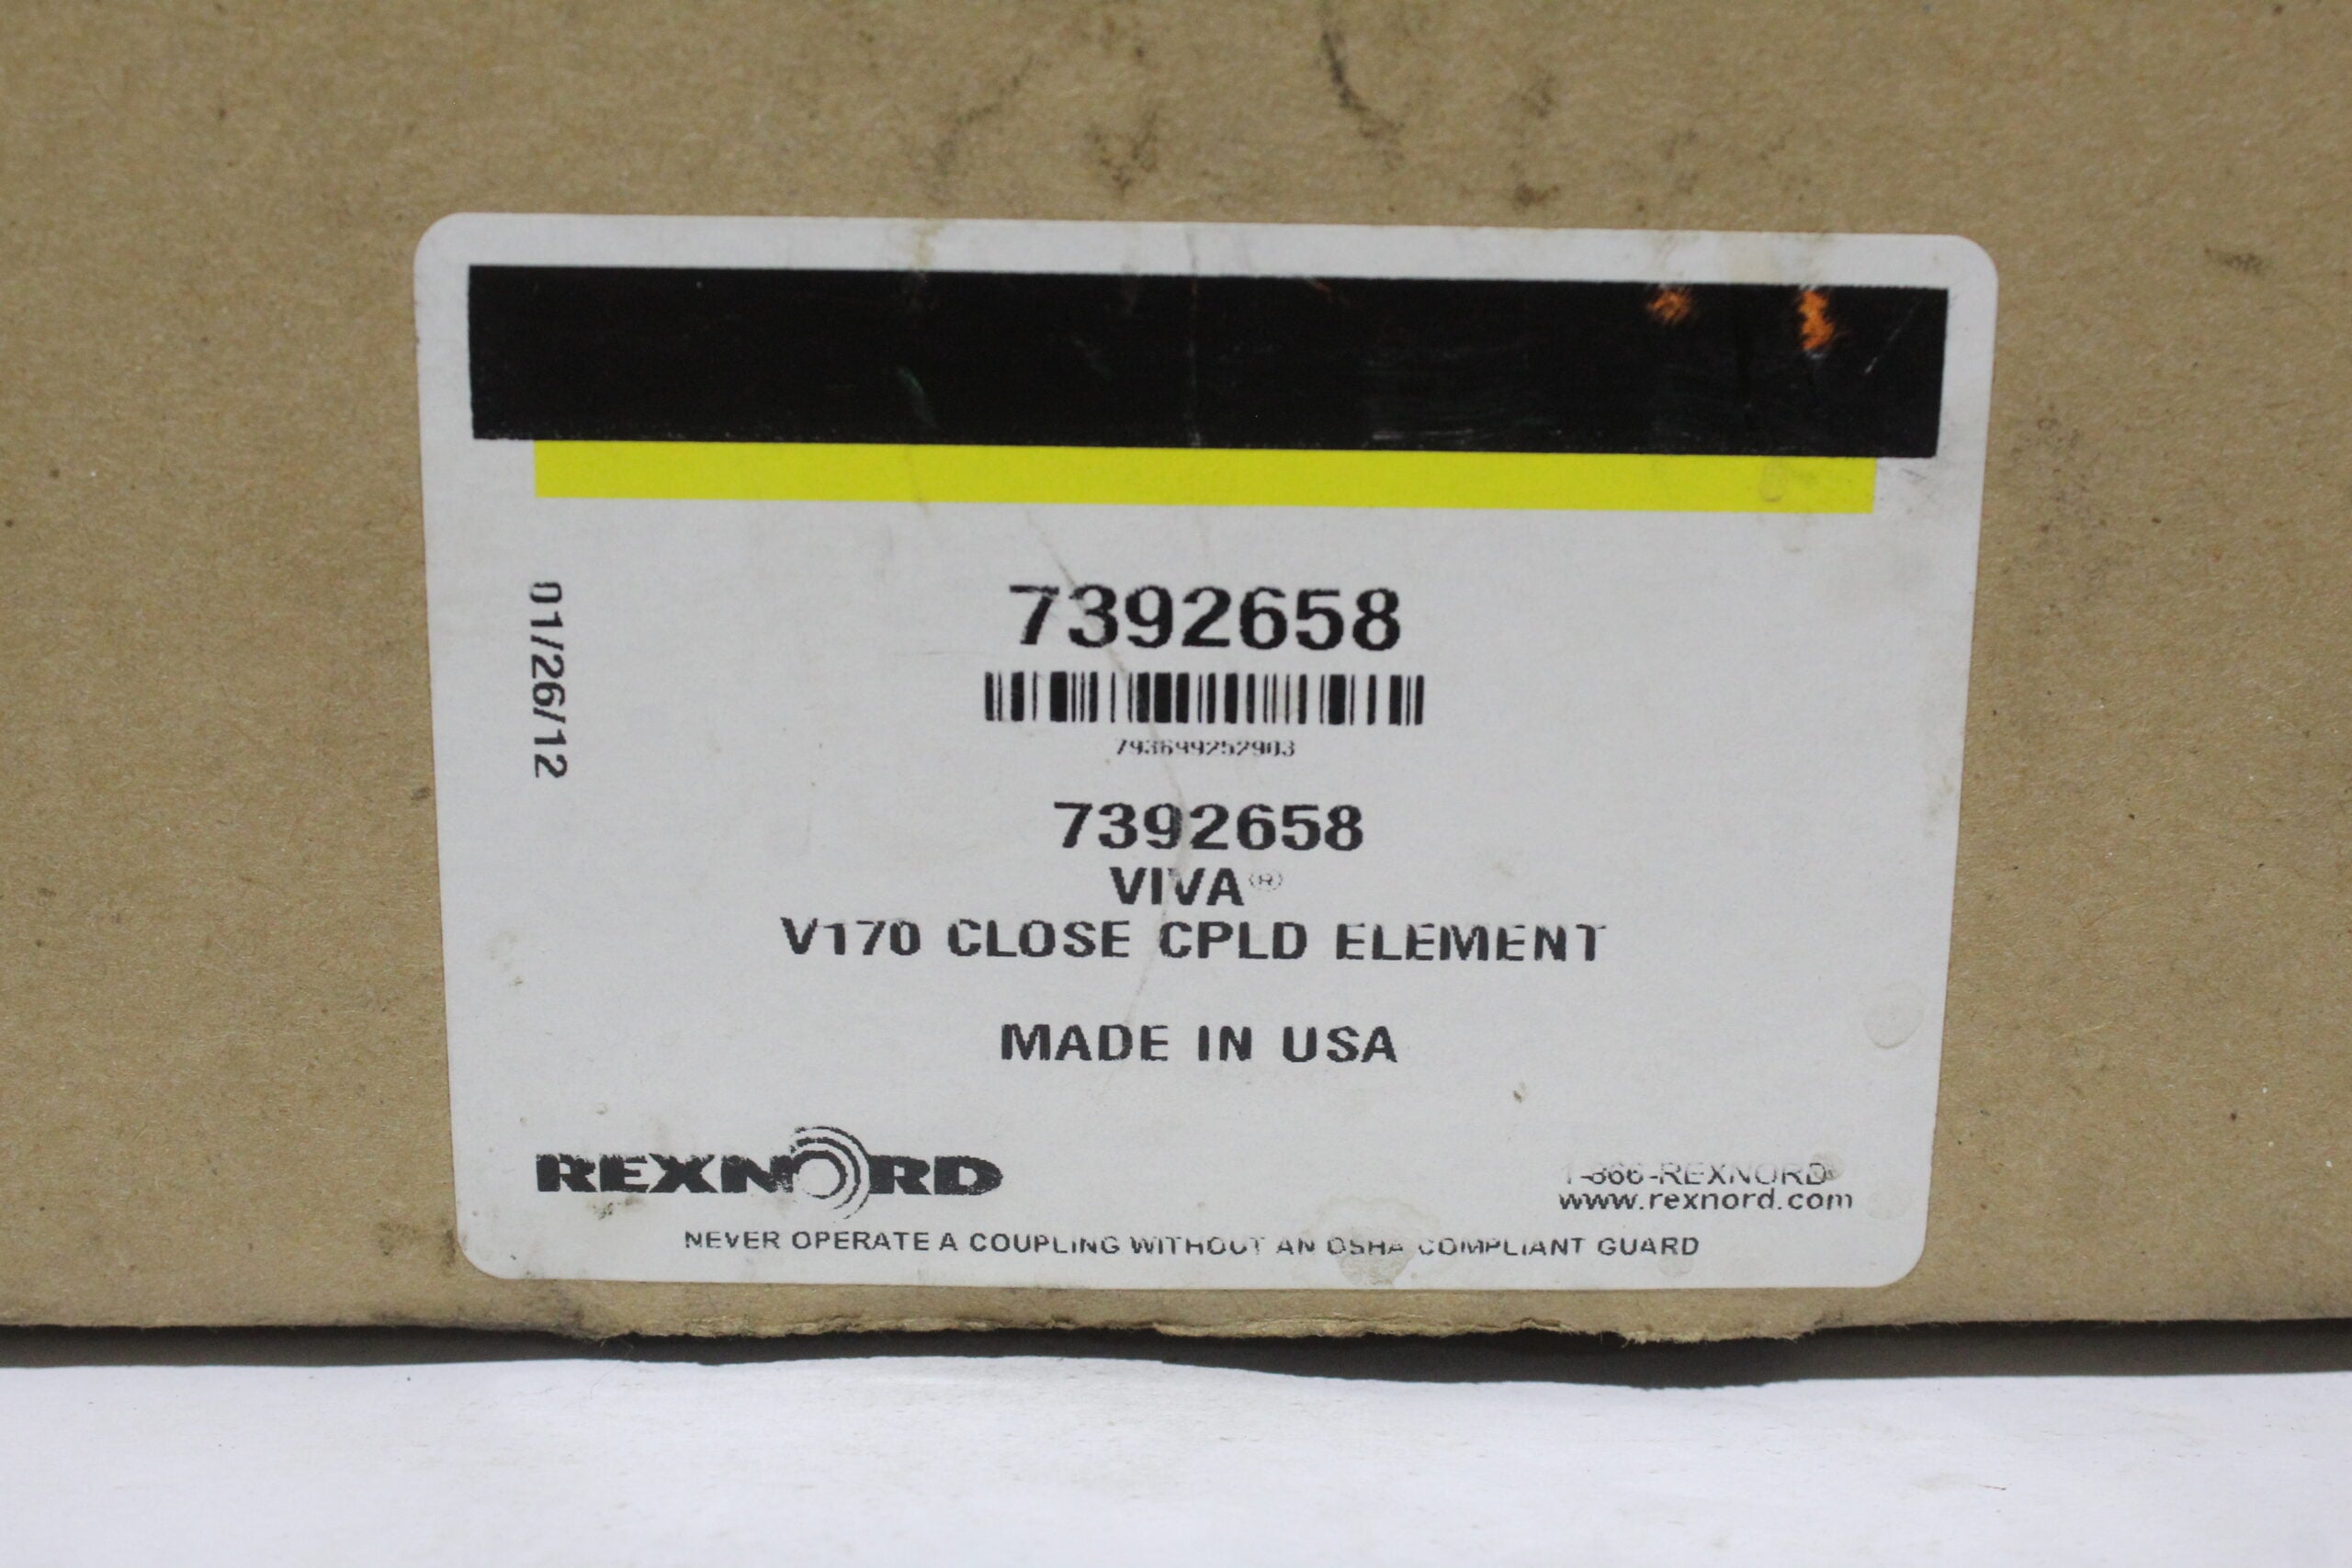 01/26/12
7392658
793699252903
7392658
VIVA®
V170 CLOSE CPLD ELEMENT
MADE IN USA
REXNORD
1-866-REXNORD
www.rexnord.com
NEVER OPERATE A COUPLING WITHOUT AN OSHA COMPLIANT GUARD